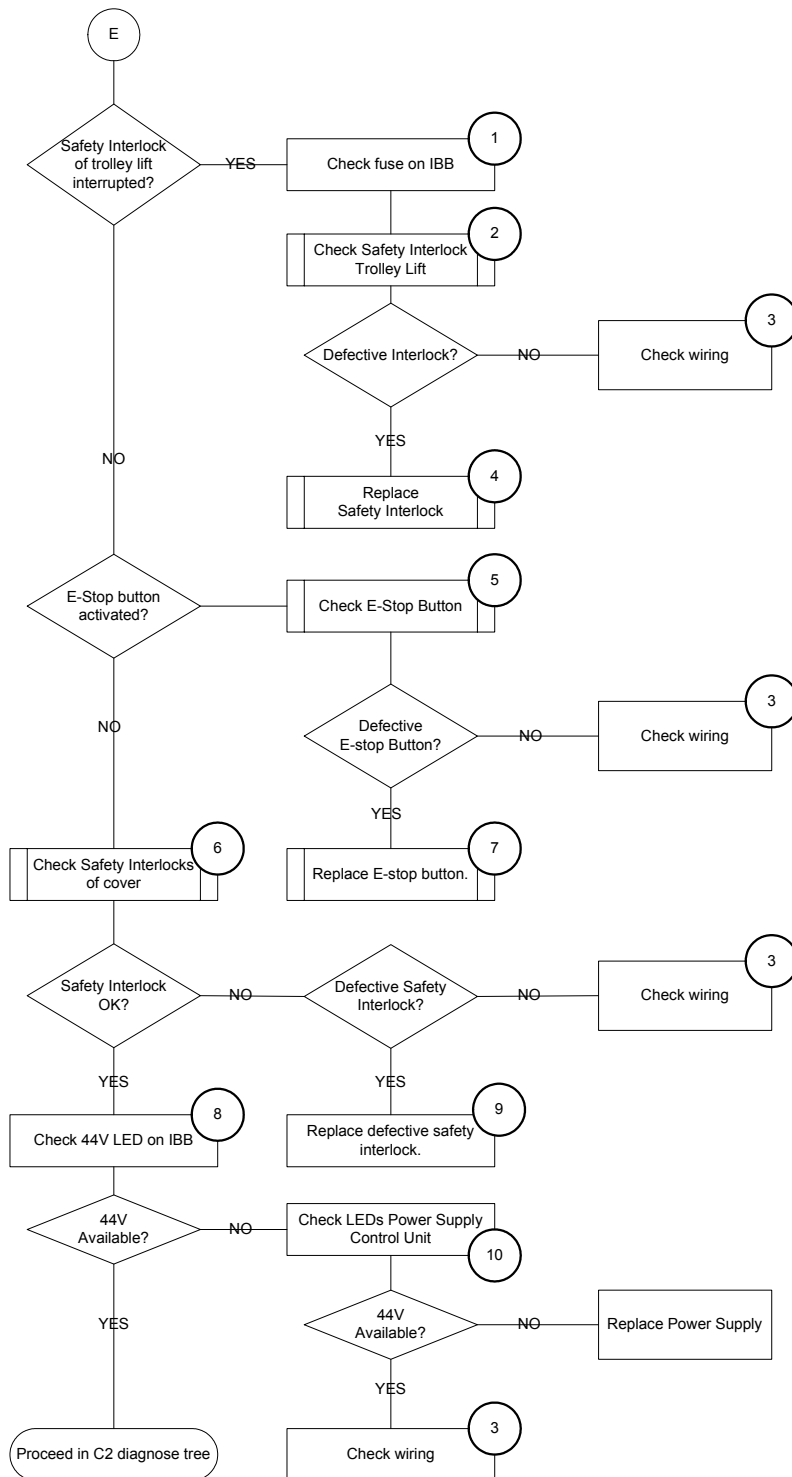 E
Safety Interlock
of trolley lift
interrupted?
YES
Check fuse on IBB
1
Check Safety Interlock
Trolley Lift
2
Defective Interlock?
NO
Check wiring
3
YES
Replace
Safety Interlock
4
NO
E-Stop button
activated?
Check E-Stop Button
5
NO
Defective
E-stop Button?
NO
Check wiring
3
YES
Replace E-stop button.
7
Check Safety Interlocks
of cover
6
Safety Interlock
OK?
NO
Defective Safety
Interlock?
NO
Check wiring
3
YES
YES
Check 44V LED on IBB
8
Replace defective safety
interlock.
9
44V
Available?
NO
Check LEDs Power Supply
Control Unit
10
YES
44V
Available?
NO
Replace Power Supply
YES
Proceed in C2 diagnose tree
Check wiring
3